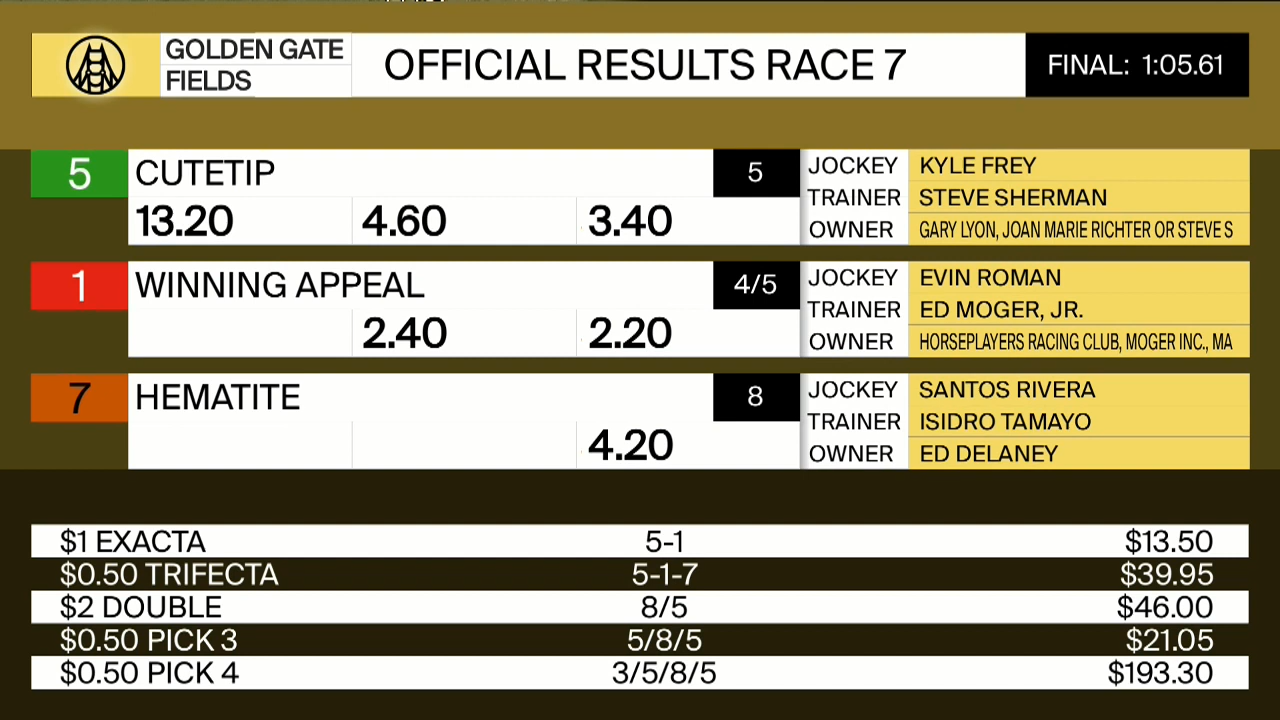 GOLDEN GATE
FIELDS
OFFICIAL RESULTS RACE 7
FINAL: 1:05.61
5 CUTETIP 5
13.20 4.60 3.40
JOCKEY KYLE FREY
TRAINER STEVE SHERMAN
OWNER GARY LYON, JOAN MARIE RICHTER OR STEVE S
1 WINNING APPEAL 4/5
2.40 2.20
JOCKEY EVIN ROMAN
TRAINER ED MOGER, JR.
OWNER HORSEPLAYERS RACING CLUB, MOGER INC., MA
7 HEMATITE 8
4.20
JOCKEY SANTOS RIVERA
TRAINER ISIDRO TAMAYO
OWNER ED DELANEY
$1 EXACTA 5-1 $13.50
$0.50 TRIFECTA 5-1-7 $39.95
$2 DOUBLE 8/5 $46.00
$0.50 PICK 3 5/8/5 $21.05
$0.50 PICK 4 3/5/8/5 $193.30